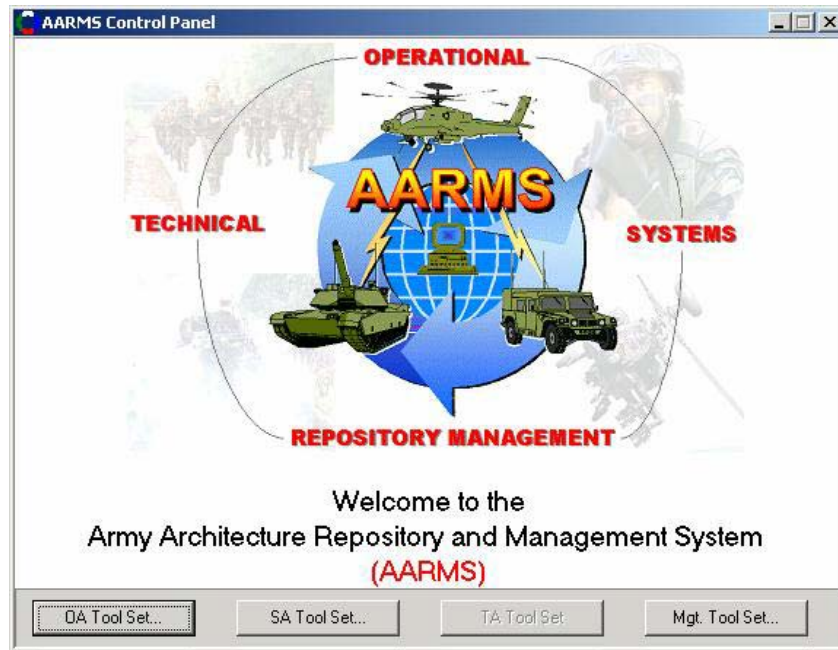 AARMS Control Panel
OPERATIONAL
AARMS
TECHNICAL
SYSTEMS
REPOSITORY MANAGEMENT
Welcome to the
Army Architecture Repository and Management System
(AARMS)
OA Tool Set...
SA Tool Set...
TA Tool Set
Mgt. Tool Set...